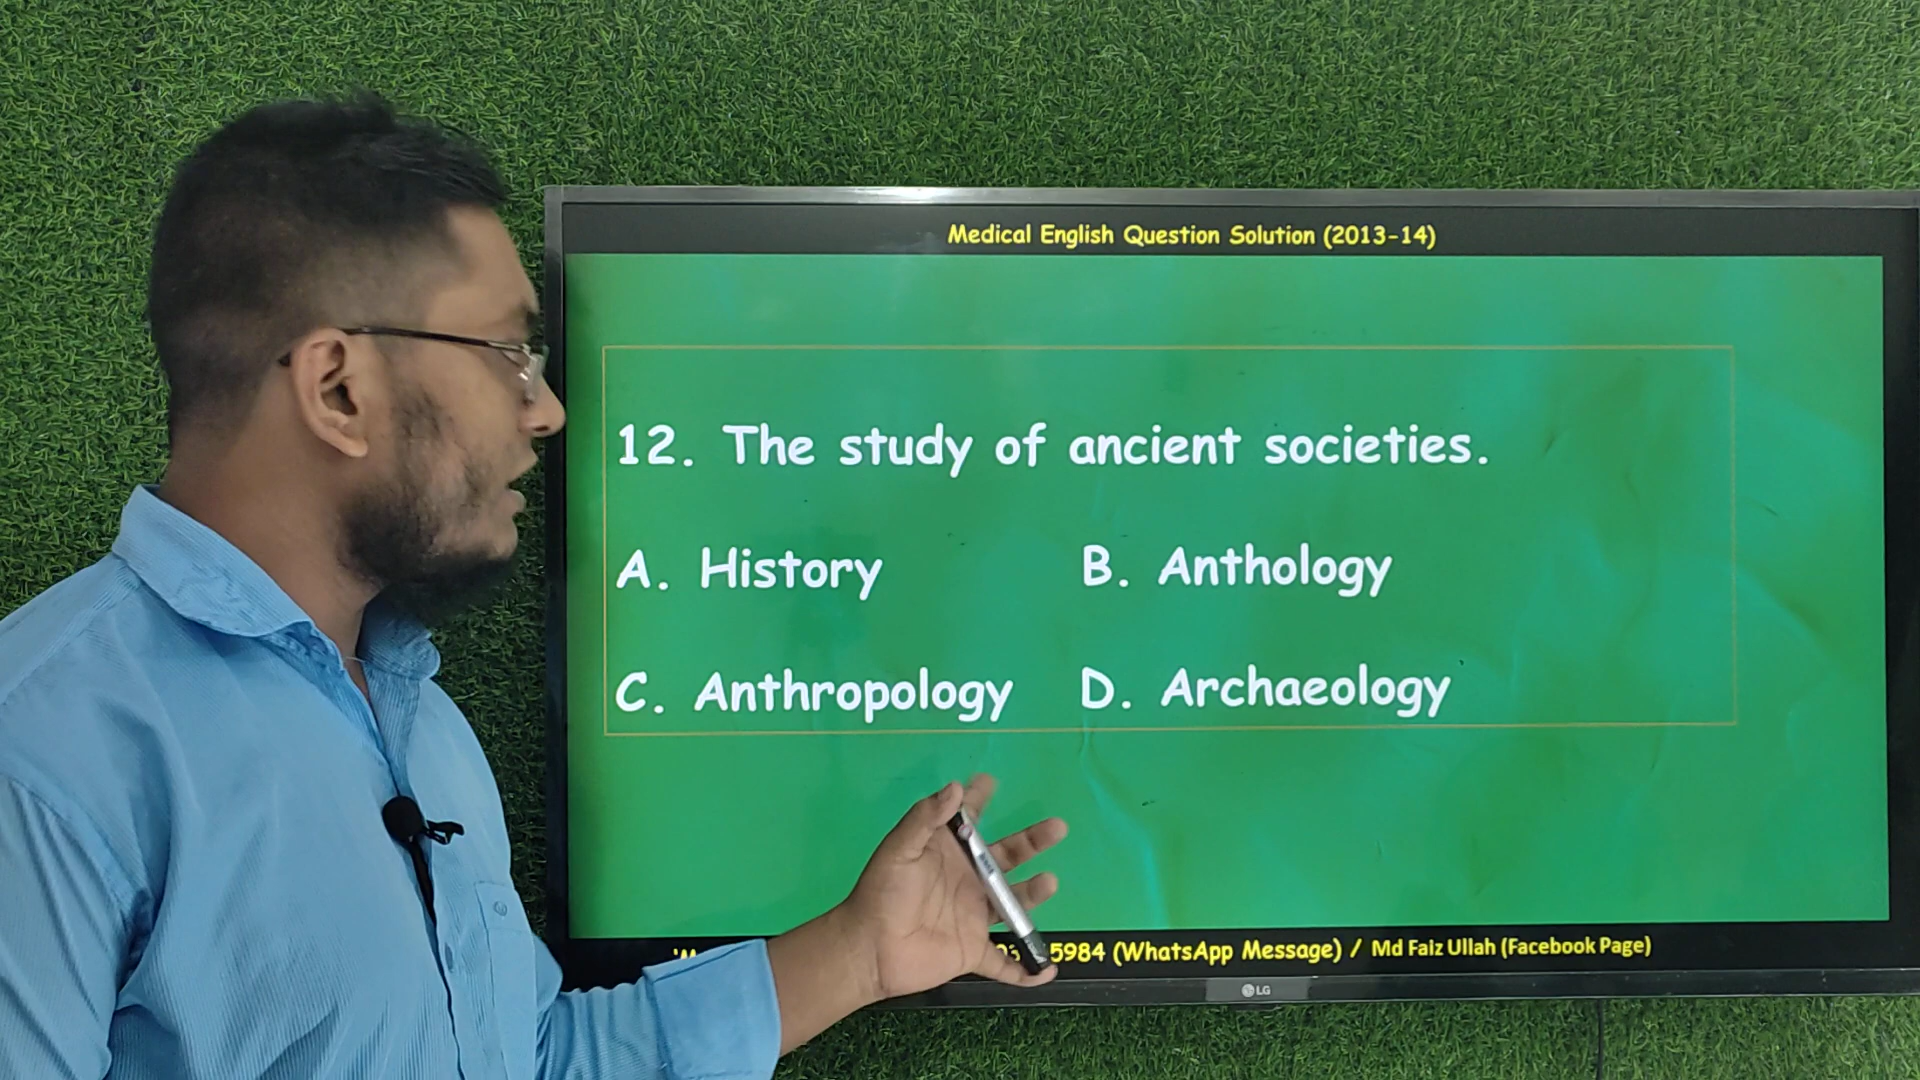 Medical English Question Solution (2013-14)
12. The study of ancient societies.
A. History B. Anthology
C. Anthropology D. Archaeology
5984 (WhatsApp Message) / Md Faiz Ullah (Facebook Page)
LG